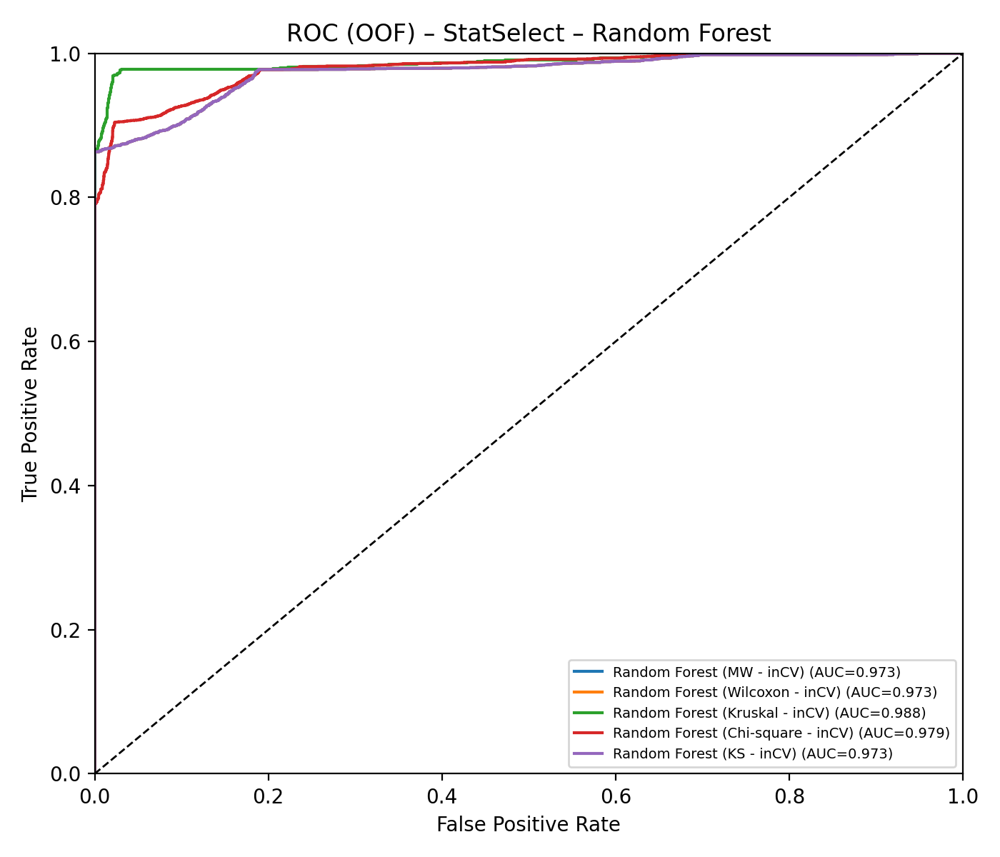 ROC (OOF) – StatSelect – Random Forest
1.0
0.8
0.6
0.4
0.2
0.0
True Positive Rate
0.0 0.2 0.4 0.6 0.8 1.0
False Positive Rate
Random Forest (MW - inCV) (AUC=0.973)
Random Forest (Wilcoxon - inCV) (AUC=0.973)
Random Forest (Kruskal - inCV) (AUC=0.988)
Random Forest (Chi-square - inCV) (AUC=0.979)
Random Forest (KS - inCV) (AUC=0.973)